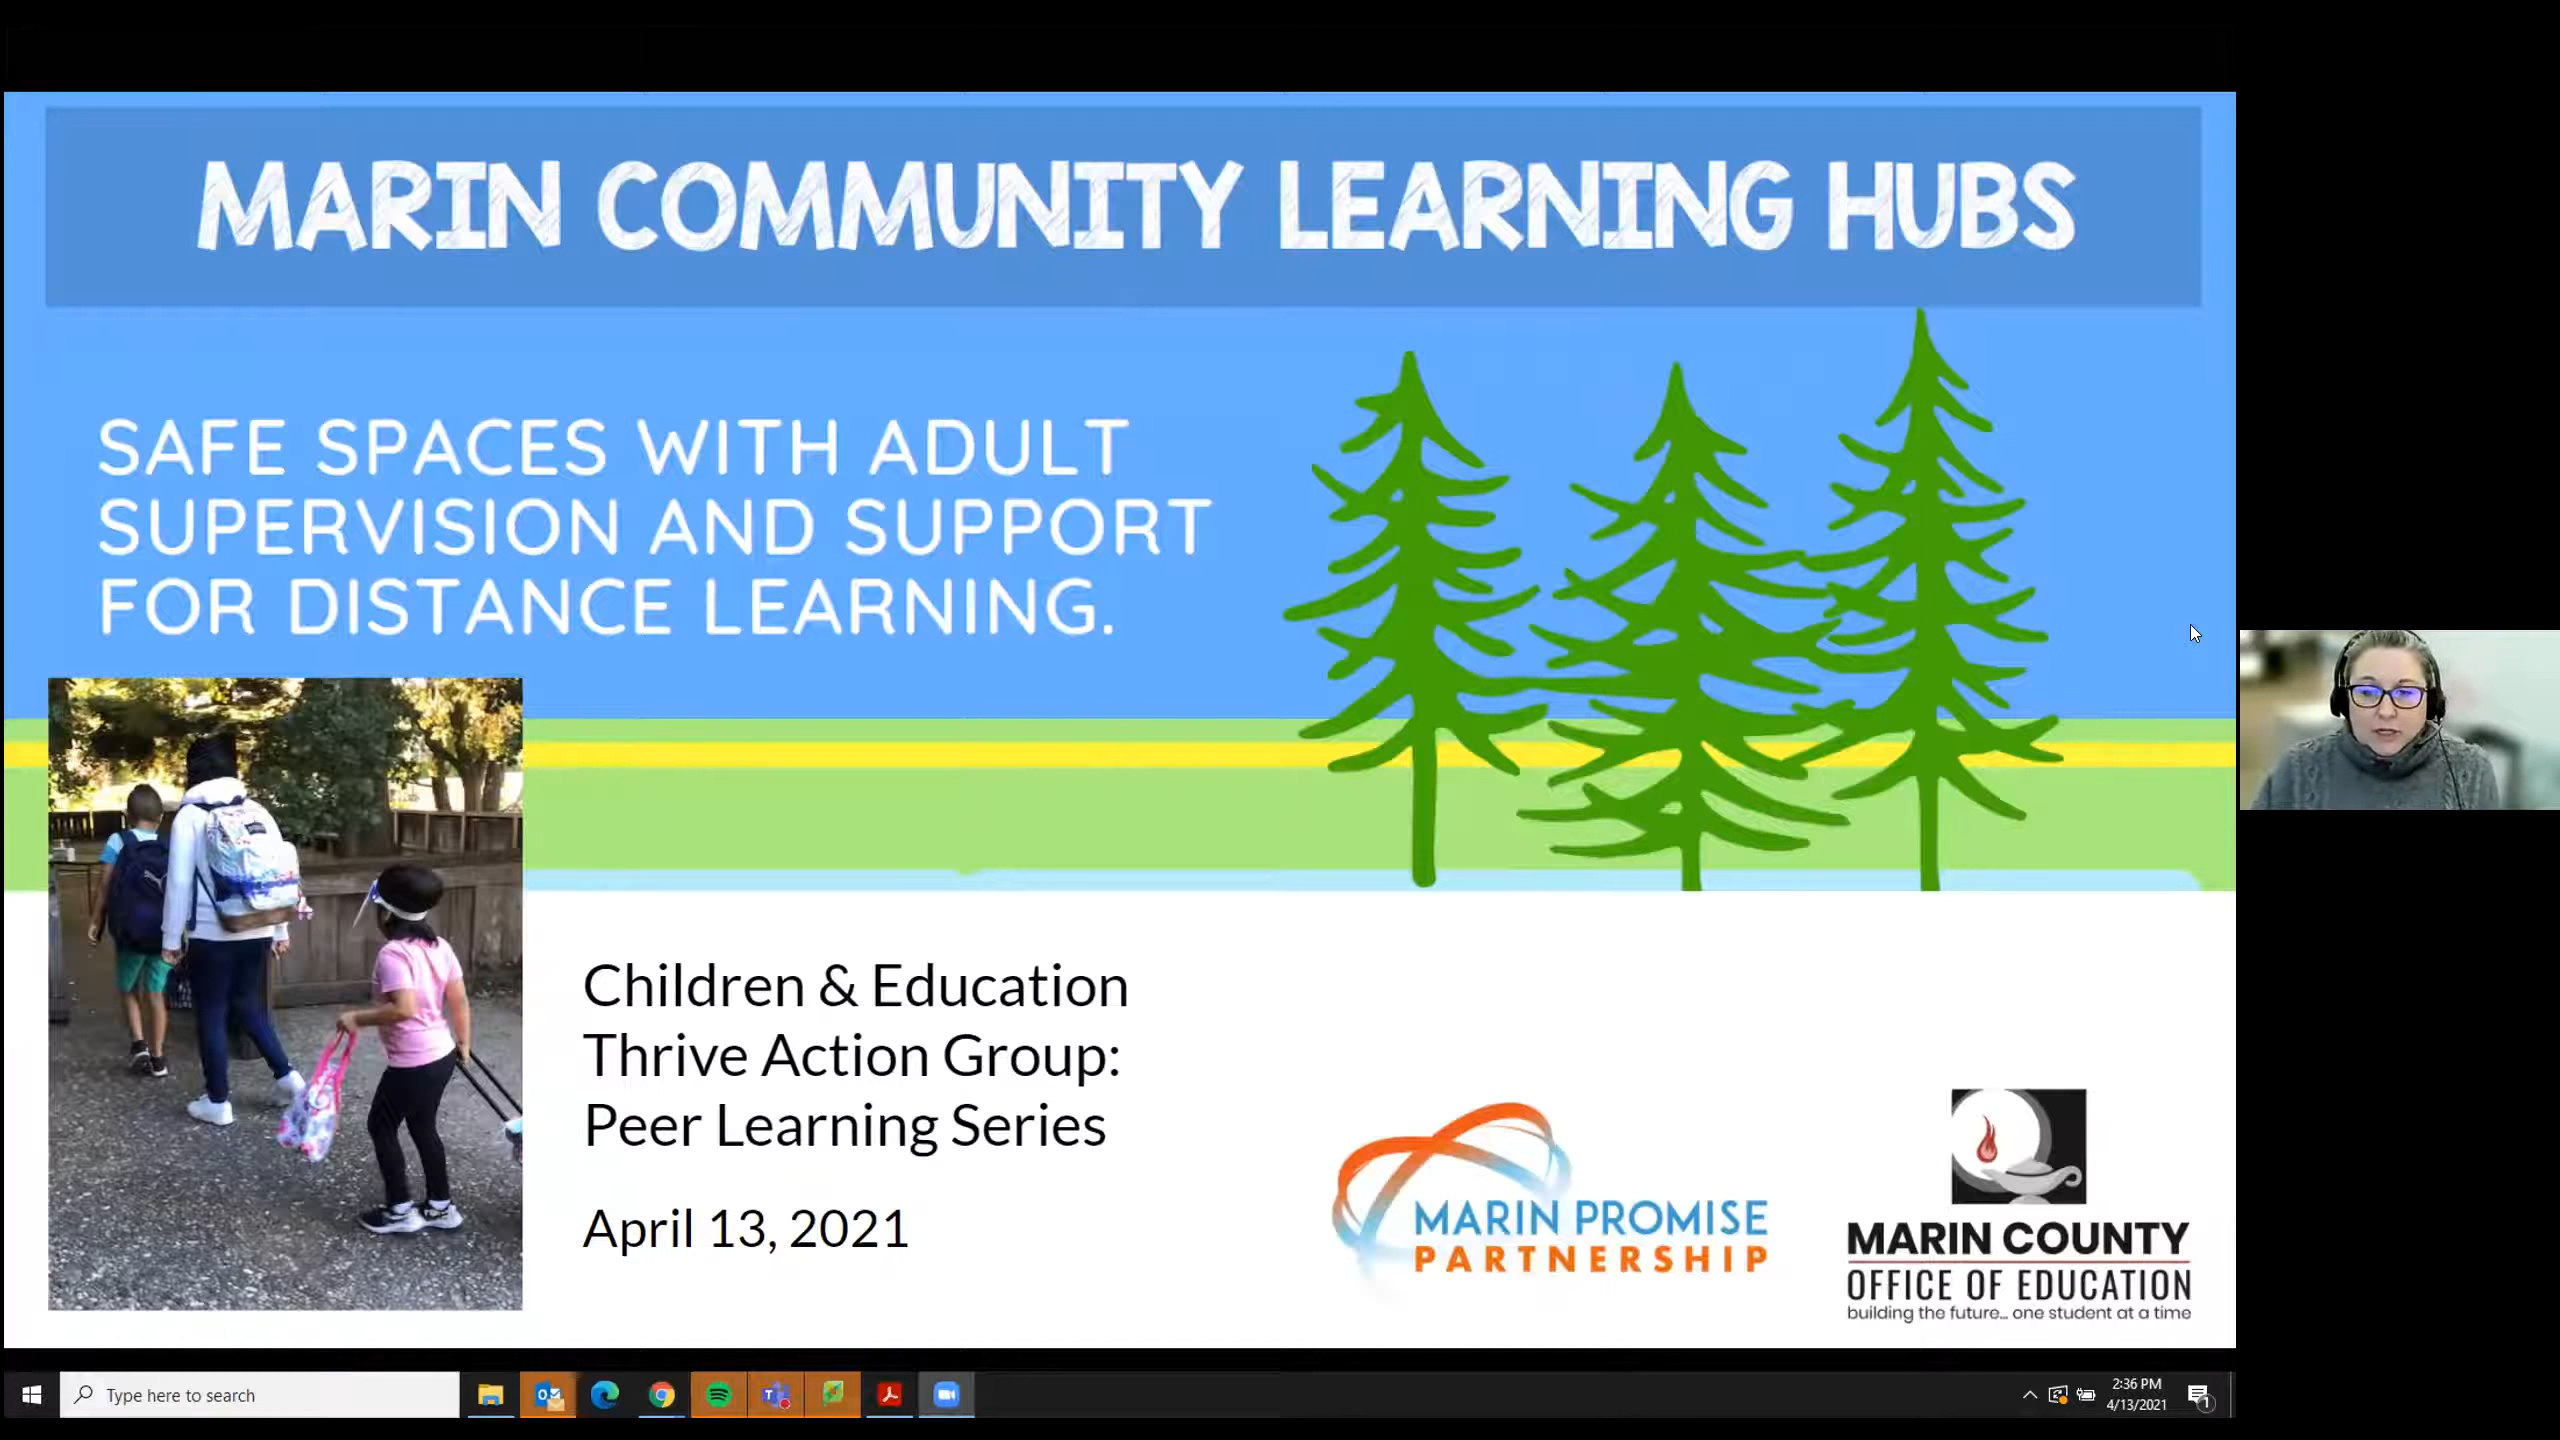 MARIN COMMUNITY LEARNING HUBS
SAFE SPACES WITH ADULT
SUPERVISION AND SUPPORT
FOR DISTANCE LEARNING.
Children & Education
Thrive Action Group:
Peer Learning Series
April 13, 2021
MARIN PROMISE
PARTNERSHIP
MARIN COUNTY
OFFICE OF EDUCATION
building the future... one student at a time
Type here to search
2:36 PM
4/13/2021
1